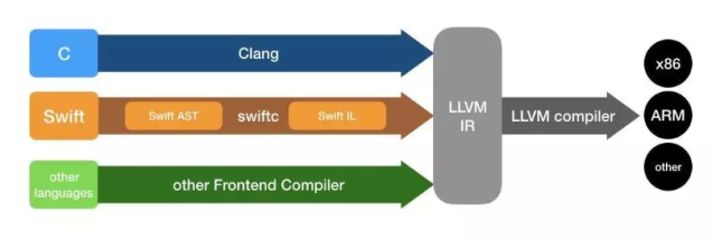 C
Clang
Swift
Swift AST
swiftc
Swift IL
other
languages
other Frontend Compiler
LLVM
IR
LLVM compiler
x86
ARM
other